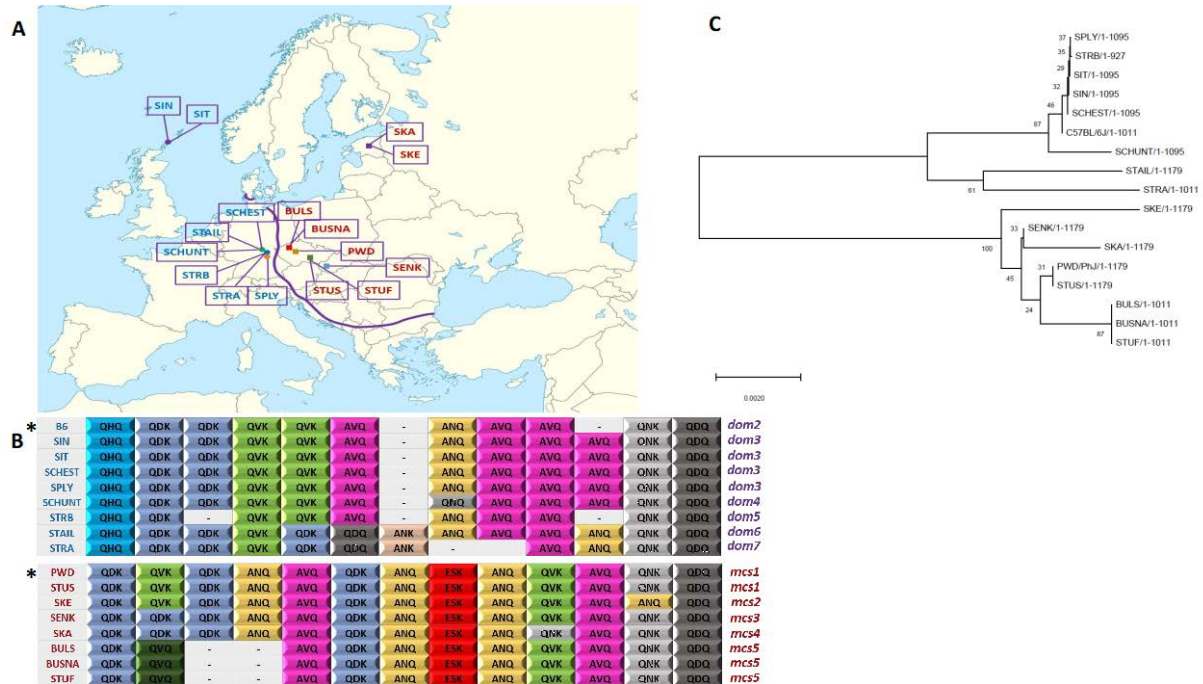 A
SIN
SIT
SKA
SKE
SCHEST
BULS
STAIL
BUSNA
SCHUNT
PWD
STRB
SENK
STRA
SPLY
STUS
STUF
B
* B6 QHQ QDK QDK QVK QVK AVQ - ANQ AVQ AVQ - QNK QDQ dom2
SIN QHQ QDK QDK QVK QVK AVQ - ANQ AVQ AVQ AVQ QNK QDQ dom3
SIT QHQ QDK QDK QVK QVK AVQ - ANQ AVQ AVQ AVQ QNK QDQ dom3
SCHEST QHQ QDK QDK QVK QVK AVQ - ANQ AVQ AVQ AVQ QNK QDQ dom3
SPLY QHQ QDK QDK QVK QVK AVQ - ANQ AVQ AVQ AVQ QNK QDQ dom3
SCHUNT QHQ QDK QDK QVK QVK AVQ - QNQ AVQ AVQ AVQ QNK QDQ dom4
STRB QHQ QDK - QVK QVK AVQ - ANQ AVQ AVQ - QNK QDQ dom5
STAIL QHQ QDK QDK QVK QDK QDQ ANK ANQ AVQ AVQ ANQ QNK QDQ dom6
STRA QHQ QDK QDK QVK QDK QDQ ANK - AVQ ANQ QNK QDQ dom7
* PWD QDK QVK QDK ANQ AVQ QDK ANQ ESK ANQ QVK AVQ QNK QDQ mcs1
STUS QDK QVK QDK ANQ AVQ QDK ANQ ESK ANQ QVK AVQ QNK QDQ mcs1
SKE QDK QVK QDK ANQ AVQ QDK ANQ ESK ANQ QVK AVQ ANQ QDQ mcs2
SENK QDK QDK QDK ANQ AVQ QDK ANQ ESK ANQ QVK AVQ QNK QDQ mcs3
SKA QDK QDK QDK ANQ AVQ QDK ANQ ESK ANQ QNK AVQ QNK QDQ mcs4
BULS QDK QVQ - - AVQ QDK ANQ ESK ANQ QVK AVQ QNK QDQ mcs5
BUSNA QDK QVQ - - AVQ QDK ANQ ESK ANQ QVK AVQ QNK QDQ mcs5
STUF QDK QVQ - - AVQ QDK ANQ ESK ANQ QVK AVQ QNK QDQ mcs5
C
37 SPLY/1-1095
35 STRB/1-927
29 SIT/1-1095
32 SIN/1-1095
46 SCHEST/1-1095
87 C57BL/6J/1-1011
SCHUNT/1-1095
STAIL/1-1179
61 STRA/1-1011
SKE/1-1179
33 SENK/1-1179
100 SKA/1-1179
45
31 PWD/PhJ/1-1179
STUS/1-1179
24 BULS/1-1011
BUSNA/1-1011
87 STUF/1-1011
0.0020